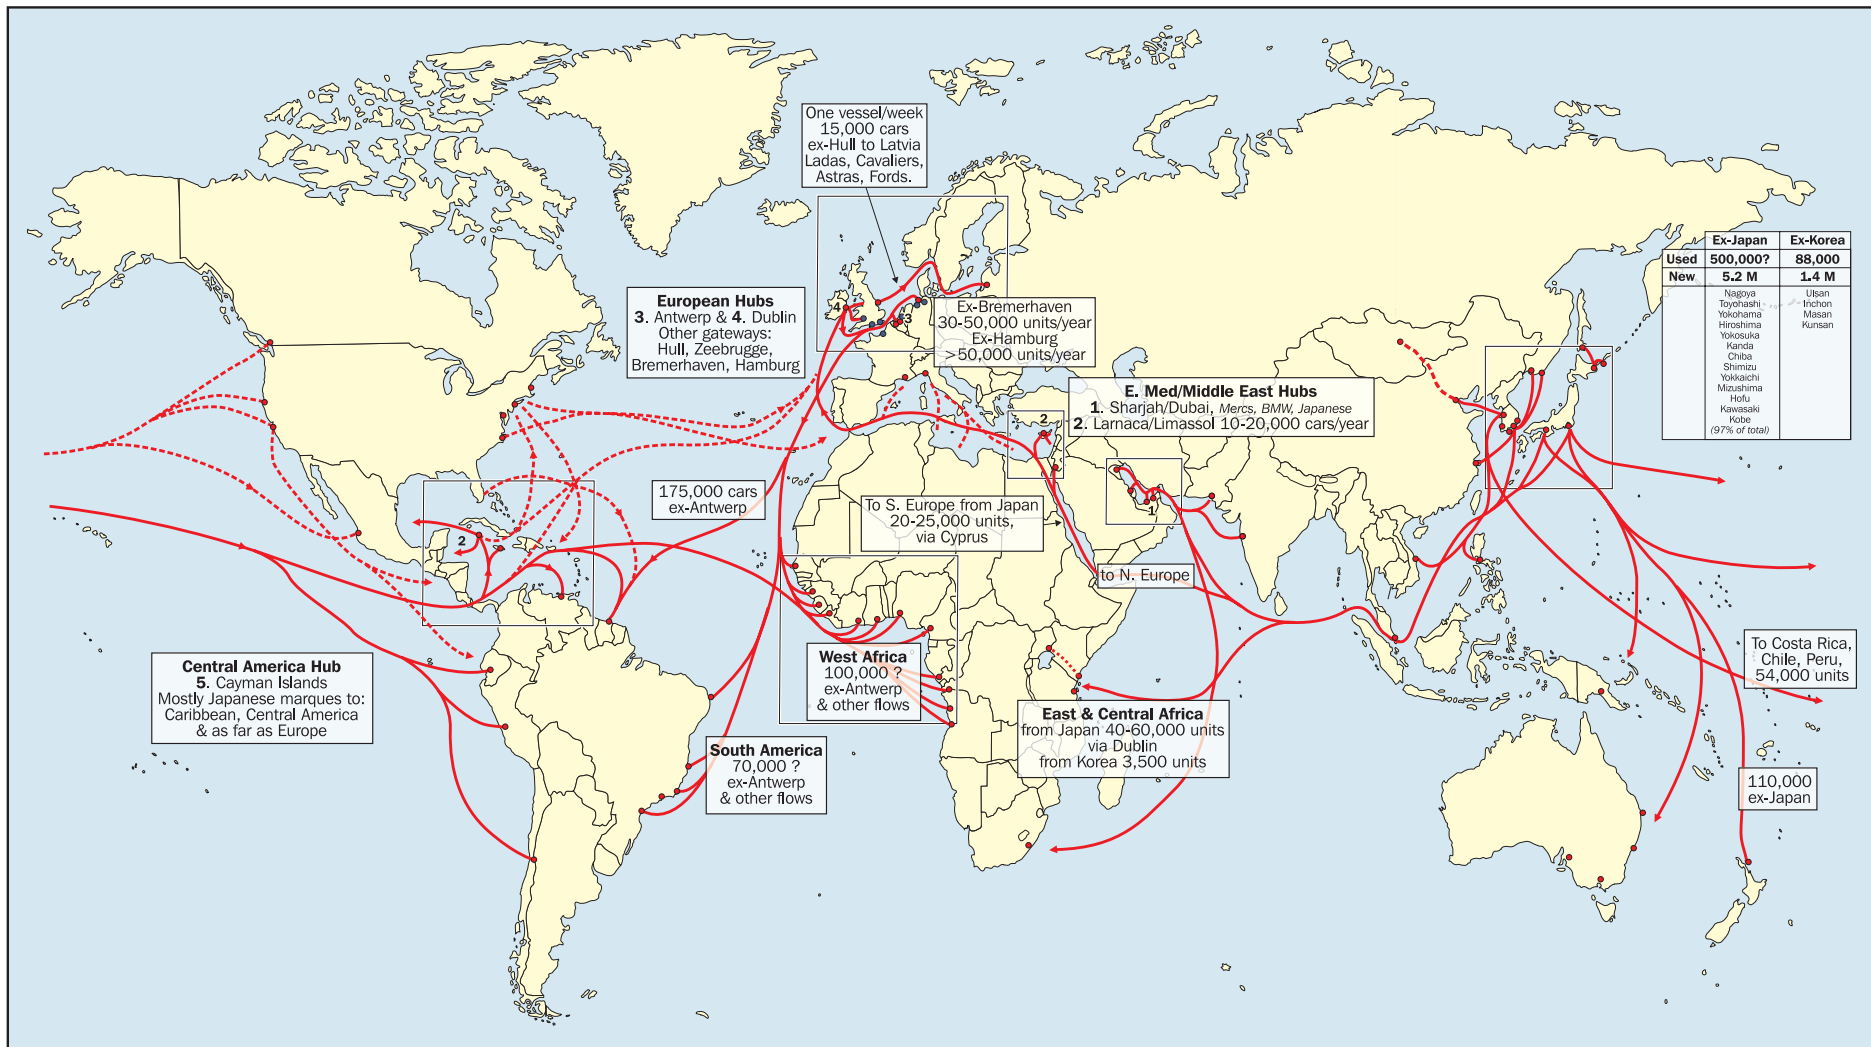 One vessel/week
15,000 cars
ex-Hull to Latvia
Ladas, Cavaliers,
Astras, Fords.
European Hubs
3. Antwerp & 4. Dublin
Other gateways:
Hull, Zeebrugge,
Bremerhaven, Hamburg
4
3
Ex-Bremerhaven
30-50,000 units/year
Ex-Hamburg
>50,000 units/year
Ex-Japan Ex-Korea
Used 500,000? 88,000
New 5.2 M 1.4 M
Nagoya Ulsan
Toyohashi Inchon
Yokohama Masan
Hiroshima Kunsan
Yokosuka
Kanda
Chiba
Shimizu
Yokkaichi
Mizushima
Hofu
Kawasaki
Kobe
(97% of total)
E. Med/Middle East Hubs
1. Sharjah/Dubai, Mercs, BMW, Japanese
2. Larnaca/Limassol 10-20,000 cars/year
2
1
175,000 cars
ex-Antwerp
To S. Europe from Japan
20-25,000 units,
via Cyprus
2
to N. Europe
Central America Hub
5. Cayman Islands
Mostly Japanese marques to:
Caribbean, Central America
& as far as Europe
West Africa
100,000 ?
ex-Antwerp
& other flows
To Costa Rica,
Chile, Peru,
54,000 units
East & Central Africa
from Japan 40-60,000 units
via Dublin
from Korea 3,500 units
South America
70,000 ?
ex-Antwerp
& other flows
110,000
ex-Japan